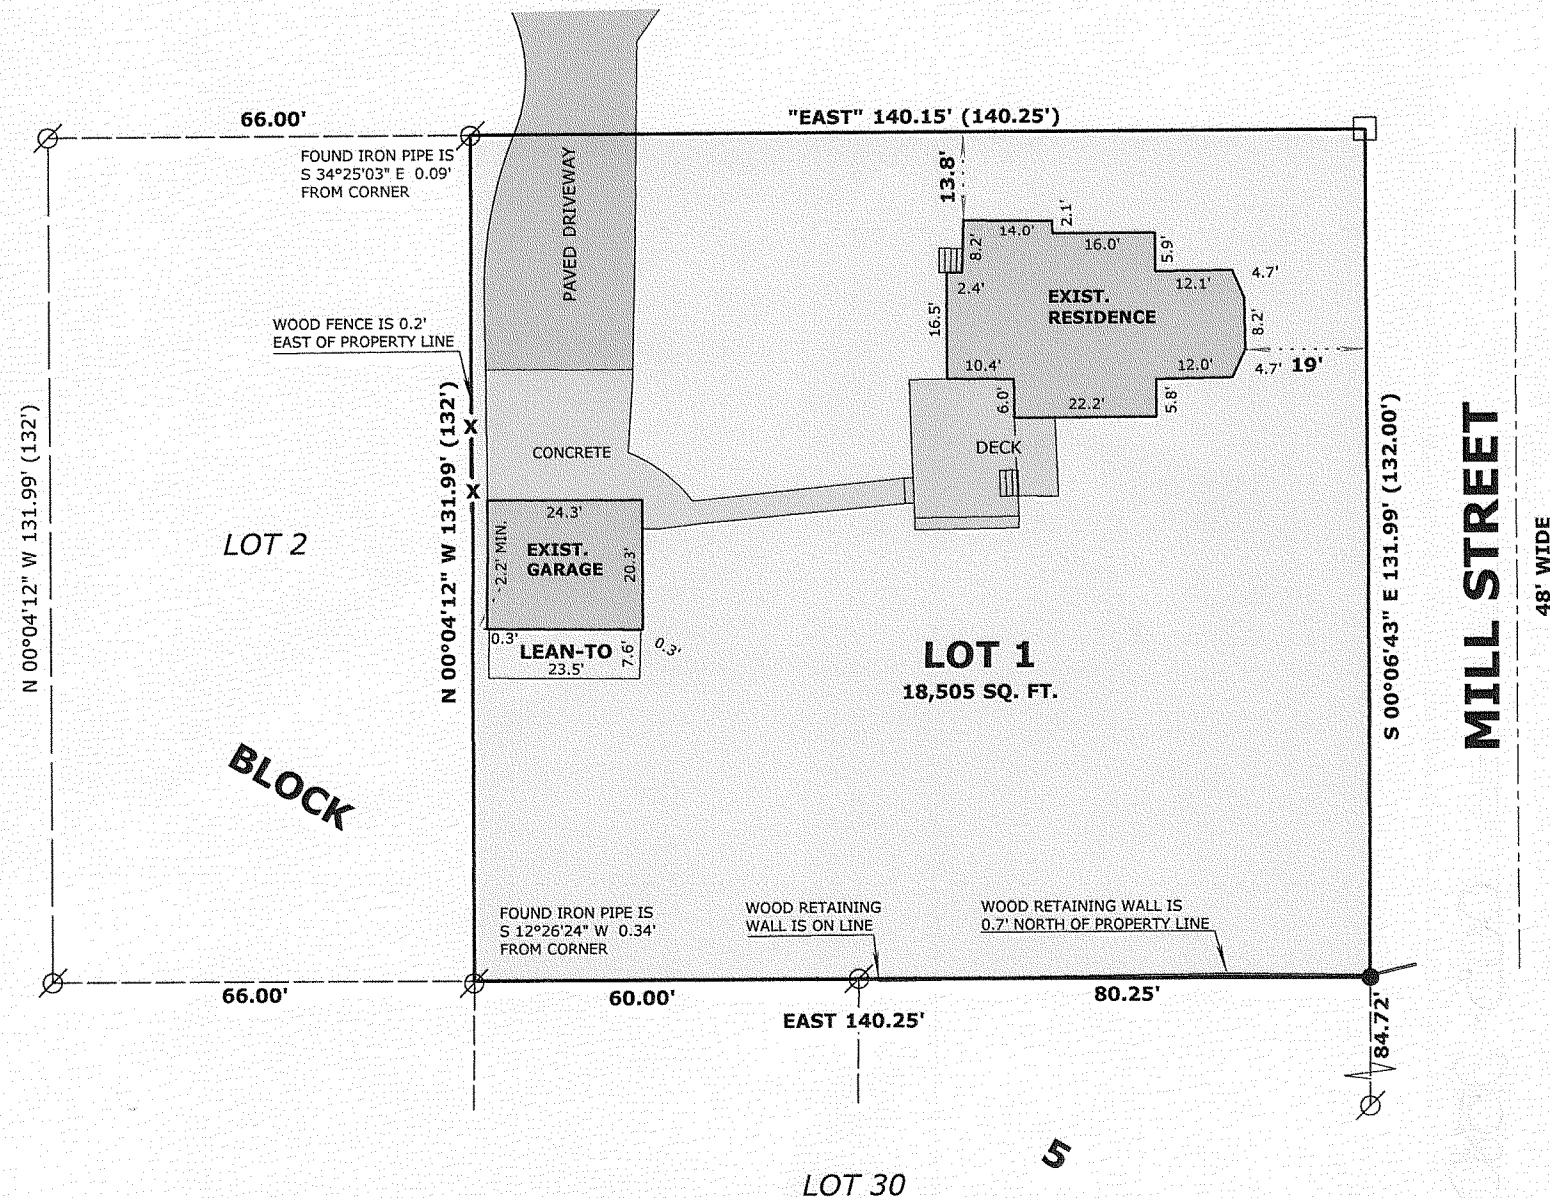 66.00'
"EAST" 140.15' (140.25')
FOUND IRON PIPE IS
S 34°25'03" E 0.09'
FROM CORNER
PAVED DRIVEWAY
13.8'
14.0'
2.1'
16.0'
8.2'
5.9'
2.4'
12.1'
4.7'
EXIST.
RESIDENCE
16.5'
8.2'
WOOD FENCE IS 0.2'
EAST OF PROPERTY LINE
10.4'
12.0'
4.7'
19'
6.0'
22.2'
5.8'
N 00°04'12" W 131.99' (132')
N 00°04'12" W 131.99' (132')
X
X
CONCRETE
DECK
S 00°06'43" E 131.99' (132.00')
MILL STREET
48' WIDE
LOT 2
24.3'
2.2' MIN.
EXIST.
GARAGE
20.3'
0.3'
LEAN-TO
23.5'
7.6'
0.3'
LOT 1
18,505 SQ. FT.
BLOCK
FOUND IRON PIPE IS
S 12°26'24" W 0.34'
FROM CORNER
WOOD RETAINING
WALL IS ON LINE
WOOD RETAINING WALL IS
0.7' NORTH OF PROPERTY LINE
66.00'
60.00'
80.25'
EAST 140.25'
84.72'
5
LOT 30